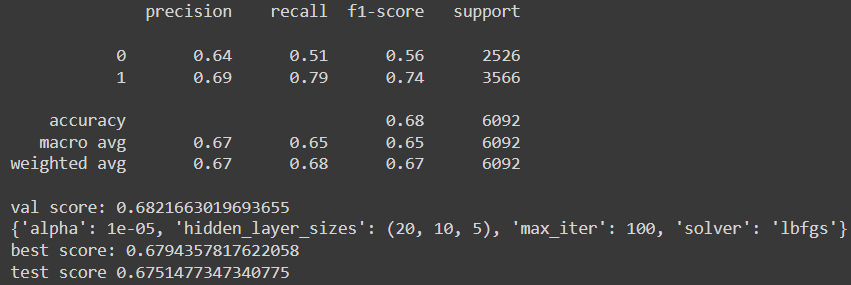 precision recall f1-score support
0 0.64 0.51 0.56 2526
1 0.69 0.79 0.74 3566
accuracy 0.68 6092
macro avg 0.67 0.65 0.65 6092
weighted avg 0.67 0.68 0.67 6092
val score: 0.6821663019693655
{'alpha': 1e-05, 'hidden_layer_sizes': (20, 10, 5), 'max_iter': 100, 'solver': 'lbfgs'}
best score: 0.6794357817622058
test score 0.6751477347340775